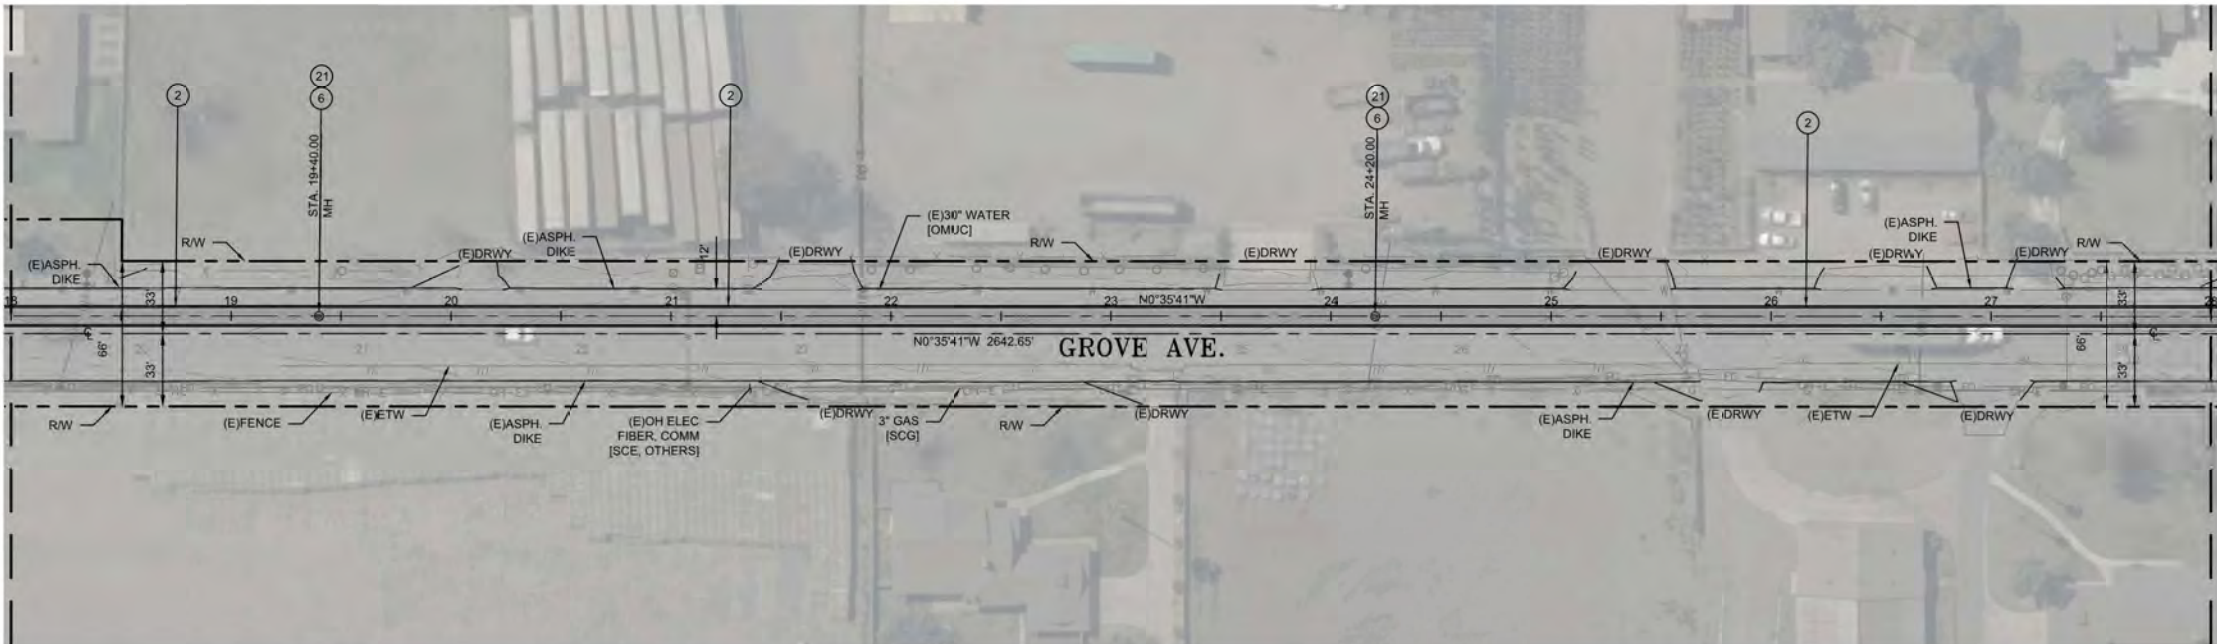 21
2
6
2
21
6
2
STA. 19+40.00
MH
STA. 24+20.00
MH
(E)30" WATER
[OMUC]
R/W
(E)ASPH.
DIKE
(E)DRWY
(E)ASPH.
DIKE
12'
(E)DRWY
R/W
(E)DRWY
(E)DRWY
(E)ASPH.
DIKE
(E)DRWY
(E)DRWY
R/W
33'
33'
18
19
20
21
22
23
N0°35'41"W
24
25
26
27
28
66'
33'
N0°35'41"W 2642.65'
GROVE AVE.
66'
33'
R/W
(E)FENCE
(E)ETW
(E)ASPH.
DIKE
(E)OH ELEC
FIBER, COMM
[SCE, OTHERS]
(E)DRWY
3" GAS
[SCG]
R/W
(E)DRWY
(E)ASPH.
DIKE
(E)DRWY
(E)ETW
(E)DRWY